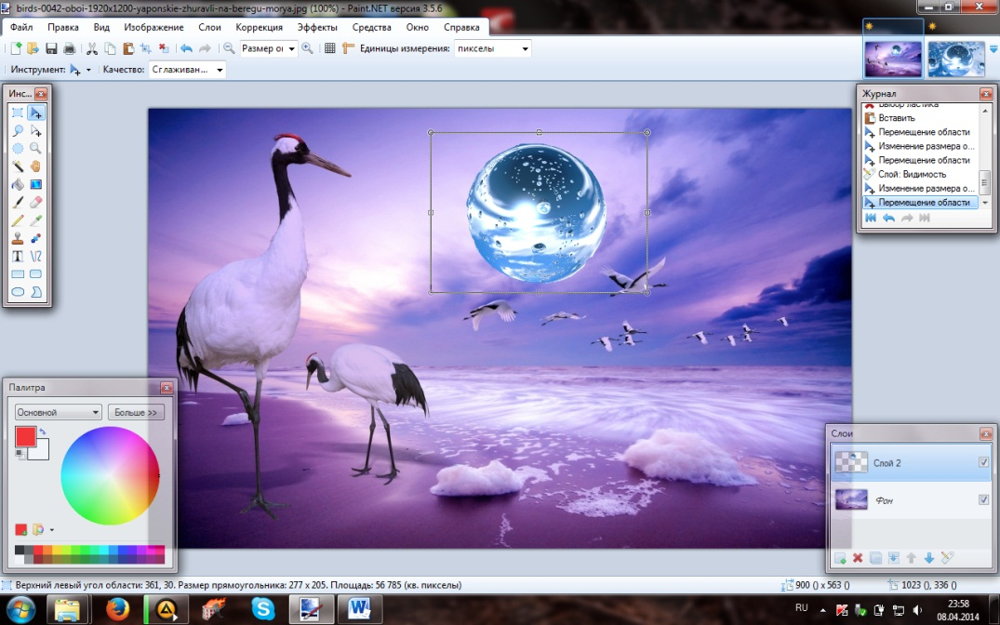 birds-0042-oboi-1920x1200-yaponskie-zhuravli-na-beregu-morya.jpg (100%) - Paint.NET версия 3.5.6
Файл Правка Вид Изображение Слои Коррекция Эффекты Средства Окно Справка
Размер ок Единицы измерения: пикселы
Инструмент: Качество: Сглаживан...
Инс...
Журнал
Выбор ластика
Вставить
Перемещение области
Изменение размера о...
Перемещение области
Слой: Видимость
Изменение размера о...
Перемещение области
Палитра
Основной Больше >>
Слои
Слой 2
Фон
Верхний левый угол области: 361, 30. Размер прямоугольника: 277 x 205. Площадь: 56 785 (кв. пикселы) 900 () x 563 () 1023 (), 336 ()
RU 23:58
08.04.2014